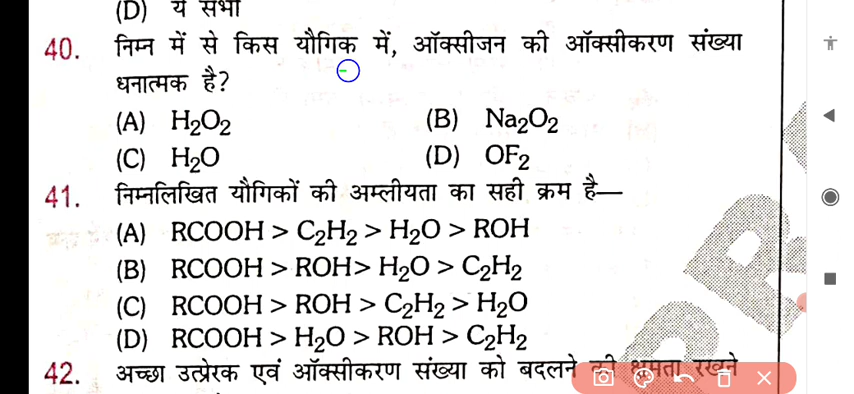 (D) ये सभी
40. निम्न में से किस यौगिक में, ऑक्सीजन की ऑक्सीकरण संख्या
धनात्मक है?
(A) H₂O₂ (B) Na₂O₂
(C) H₂O (D) OF₂
41. निम्नलिखित यौगिकों की अम्लीयता का सही क्रम है—
(A) RCOOH > C₂H₂ > H₂O > ROH
(B) RCOOH > ROH> H₂O > C₂H₂
(C) RCOOH > ROH > C₂H₂ > H₂O
(D) RCOOH > H₂O > ROH > C₂H₂
42. अच्छा उत्प्रेरक एवं ऑक्सीकरण संख्या को बदलने की क्षमता रखने